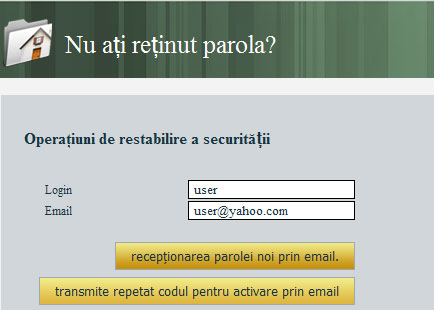 Nu ați reținut parola?
Operațiuni de restabilire a securității
Login user
Email user@yahoo.com
recepționarea parolei noi prin email.
transmite repetat codul pentru activare prin email